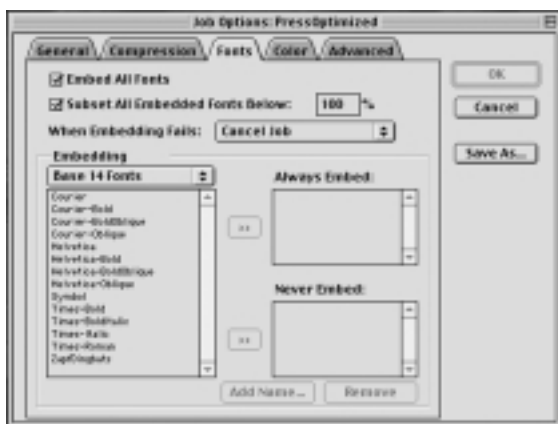 Job Options: PressOptimized
General Compression Fonts Color Advanced
Embed All Fonts
Subset All Embedded Fonts Below: 100 %
When Embedding Fails: Cancel Job
OK
Cancel
Save As...
Embedding
Base 14 Fonts
Courier
Courier-Bold
Courier-BoldOblique
Courier-Oblique
Helvetica
Helvetica-Bold
Helvetica-BoldOblique
Helvetica-Oblique
Symbol
Times-Bold
Times-BoldItalic
Times-Italic
Times-Roman
ZapfDingbats
Always Embed:
>>
Never Embed:
>>
Add Name... Remove